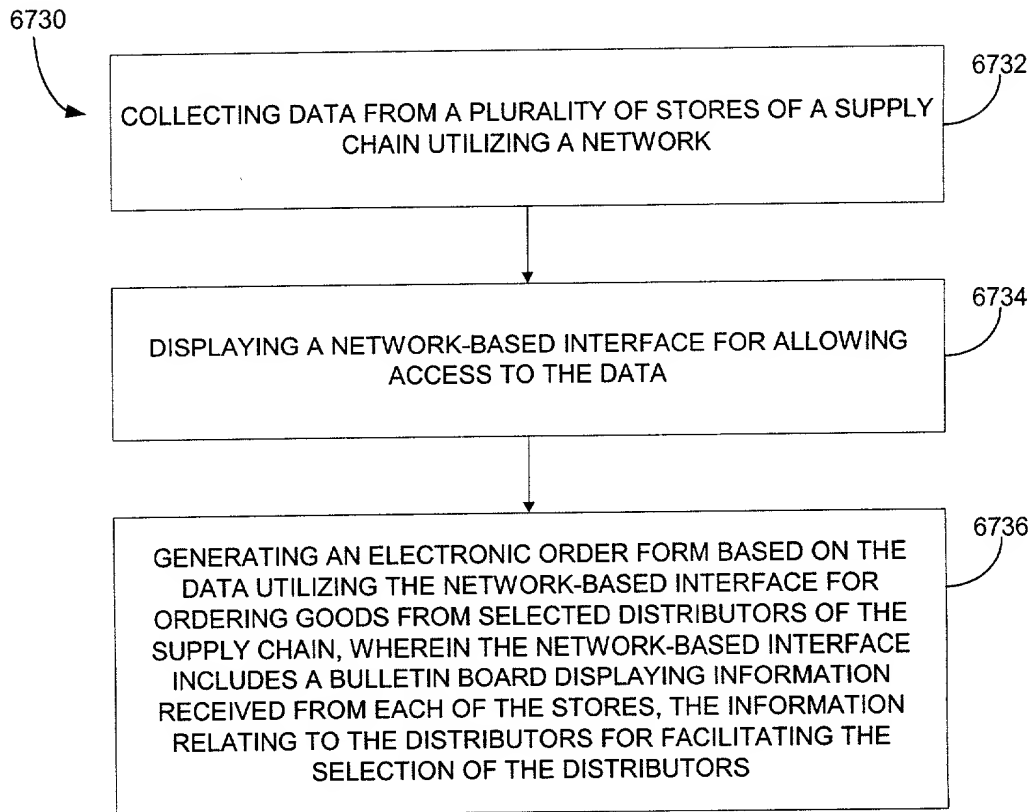 6730
6732
COLLECTING DATA FROM A PLURALITY OF STORES OF A SUPPLY
CHAIN UTILIZING A NETWORK
6734
DISPLAYING A NETWORK-BASED INTERFACE FOR ALLOWING
ACCESS TO THE DATA
6736
GENERATING AN ELECTRONIC ORDER FORM BASED ON THE
DATA UTILIZING THE NETWORK-BASED INTERFACE FOR
ORDERING GOODS FROM SELECTED DISTRIBUTORS OF THE
SUPPLY CHAIN, WHEREIN THE NETWORK-BASED INTERFACE
INCLUDES A BULLETIN BOARD DISPLAYING INFORMATION
RECEIVED FROM EACH OF THE STORES, THE INFORMATION
RELATING TO THE DISTRIBUTORS FOR FACILITATING THE
SELECTION OF THE DISTRIBUTORS